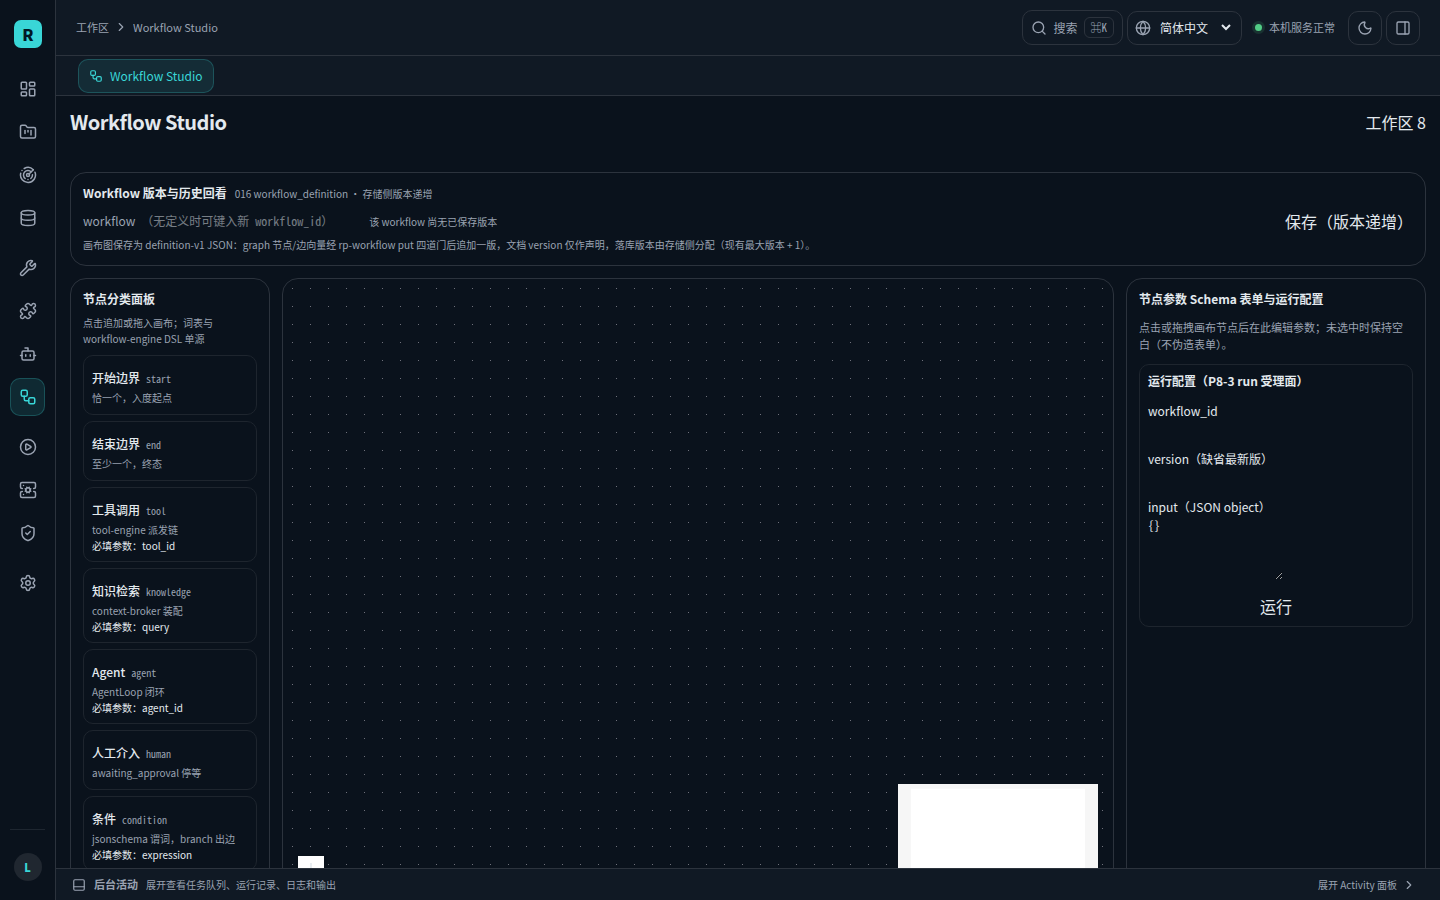 R
工作区 > Workflow Studio
搜索 ⌘K
简体中文
本机服务正常
Workflow Studio
Workflow Studio
工作区 8
Workflow 版本与历史回看 016 workflow_definition · 存储侧版本递增
workflow （无定义时可键入新 workflow_id） 该 workflow 尚无已保存版本
保存（版本递增）
画布图保存为 definition-v1 JSON：graph 节点/边向量经 rp-workflow put 四道门后追加一版，文档 version 仅作声明，落库版本由存储侧分配（现有最大版本 + 1）。
节点分类面板
点击追加或拖入画布；词表与
workflow-engine DSL 单源
开始边界 start
恰一个，入度起点
结束边界 end
至少一个，终态
工具调用 tool
tool-engine 派发链
必填参数：tool_id
知识检索 knowledge
context-broker 装配
必填参数：query
Agent agent
AgentLoop 闭环
必填参数：agent_id
人工介入 human
awaiting_approval 停等
条件 condition
jsonschema 谓词，branch 出边
必填参数：expression
节点参数 Schema 表单与运行配置
点击或拖拽画布节点后在此编辑参数；未选中时保持空
白（不伪造表单）。
运行配置（P8-3 run 受理面）
workflow_id
version（缺省最新版）
input（JSON object）
{}
运行
L
后台活动 展开查看任务队列、运行记录、日志和输出
展开 Activity 面板